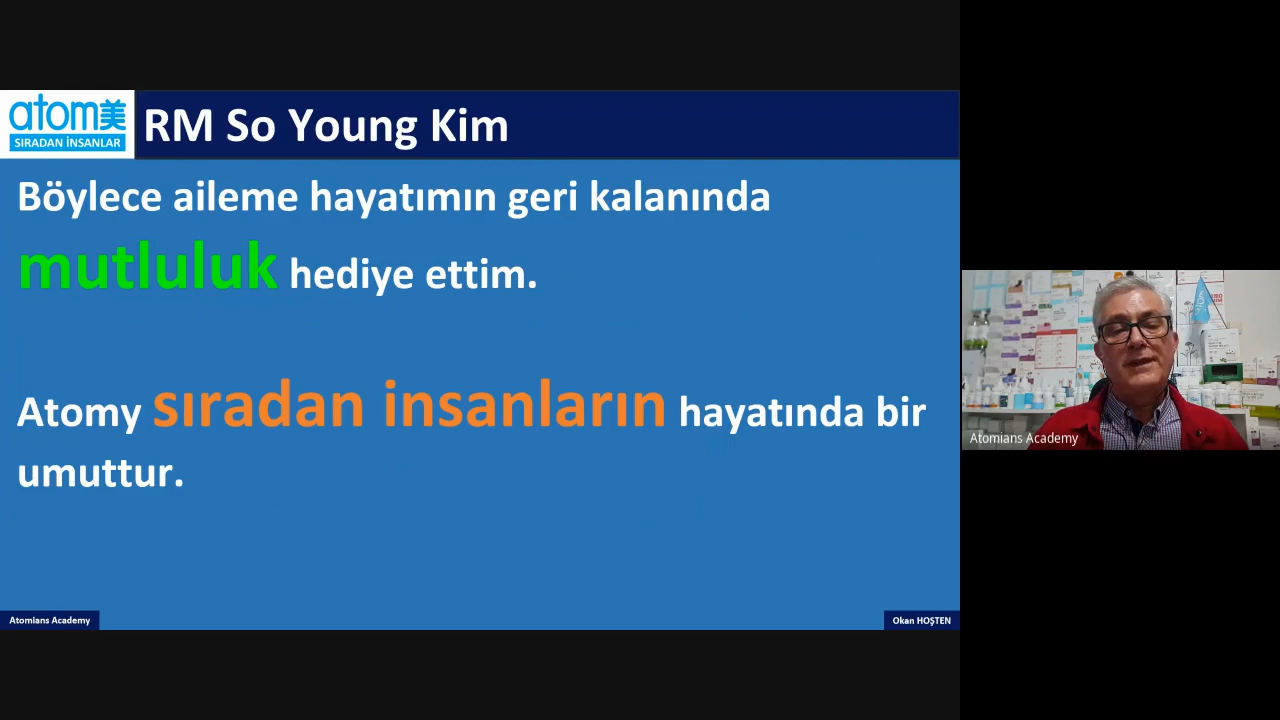 atom美
SIRADAN İNSANLAR
RM So Young Kim
Böylece aileme hayatımın geri kalanında
mutluluk hediye ettim.
Atomy sıradan insanların hayatında bir
umuttur.
Atomians Academy
Okan HOŞTEN
Atomians Academy